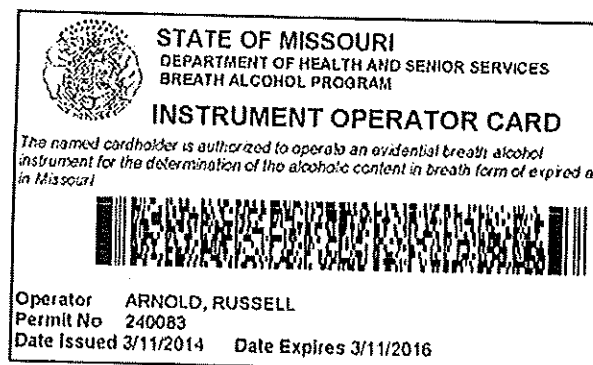 STATE OF MISSOURI
DEPARTMENT OF HEALTH AND SENIOR SERVICES
BREATH ALCOHOL PROGRAM
INSTRUMENT OPERATOR CARD
The named cardholder is authorized to operate an evidential breath alcohol
instrument for the determination of the alcoholic content in breath form of expired a
in Missouri
Operator ARNOLD, RUSSELL
Permit No 240083
Date Issued 3/11/2014 Date Expires 3/11/2016